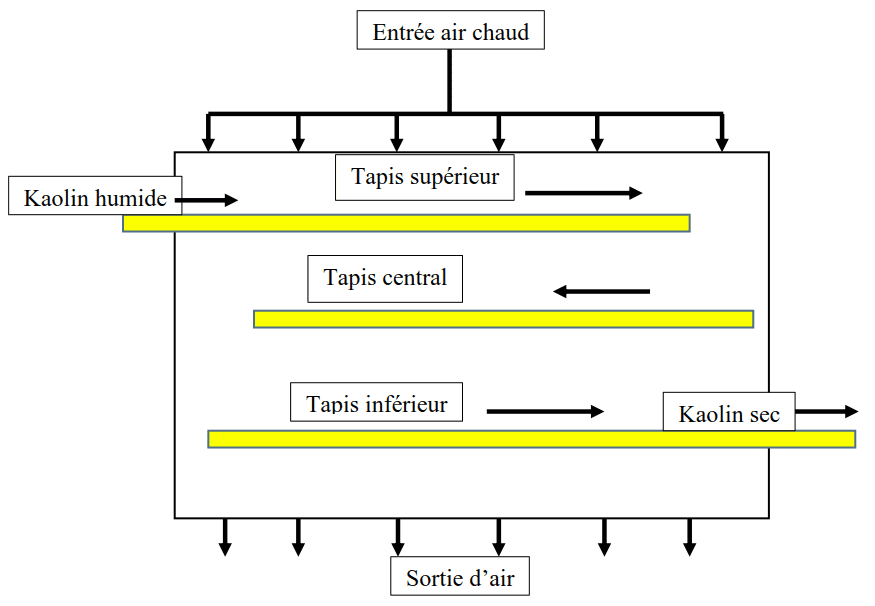 Entrée air chaud
Tapis supérieur
Kaolin humide
Tapis central
Tapis inférieur
Kaolin sec
Sortie d’air